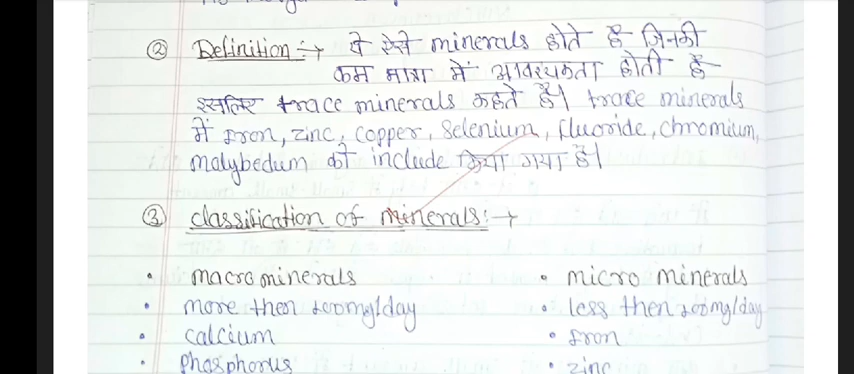 ② Definition :→ ये ऐसे minerals होते है जिनकी
कम मात्रा में आवश्यकता होती है
इसलिए trace minerals कहते हैं। trace minerals
में Iron, zinc, copper, Selenium, fluoride, chromium,
molybedum को include किया गया है।
③ classification of minerals :→
• macro minerals
• more then 100mg/day
• calcium
• phosphorus
• micro minerals
• less then 100mg/day
• Iron
• zinc